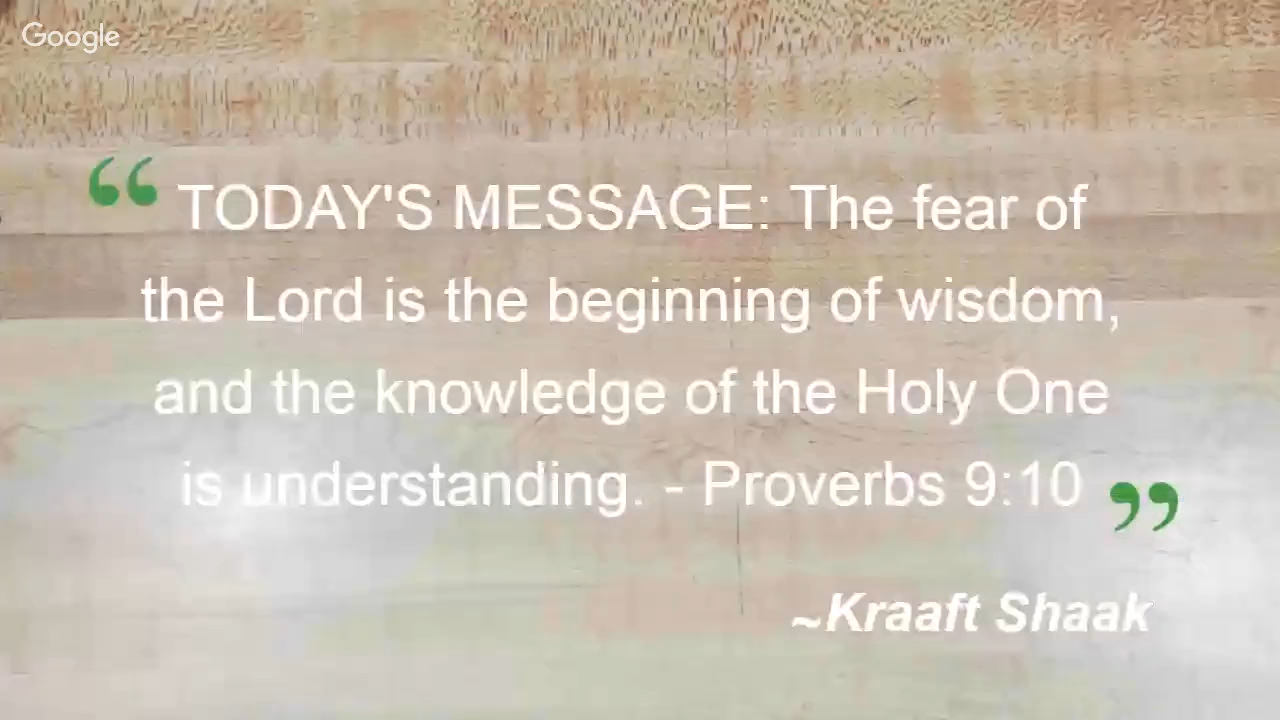 Google
“ TODAY'S MESSAGE: The fear of
the Lord is the beginning of wisdom,
and the knowledge of the Holy One
is understanding. - Proverbs 9:10 ”
~Kraaft Shaak